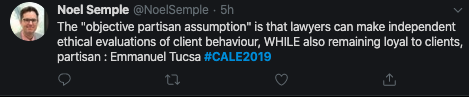 Noel Semple @NoelSemple · 5h
The "objective partisan assumption" is that lawyers can make independent
ethical evaluations of client behaviour, WHILE also remaining loyal to clients,
partisan : Emmanuel Tucsa #CALE2019